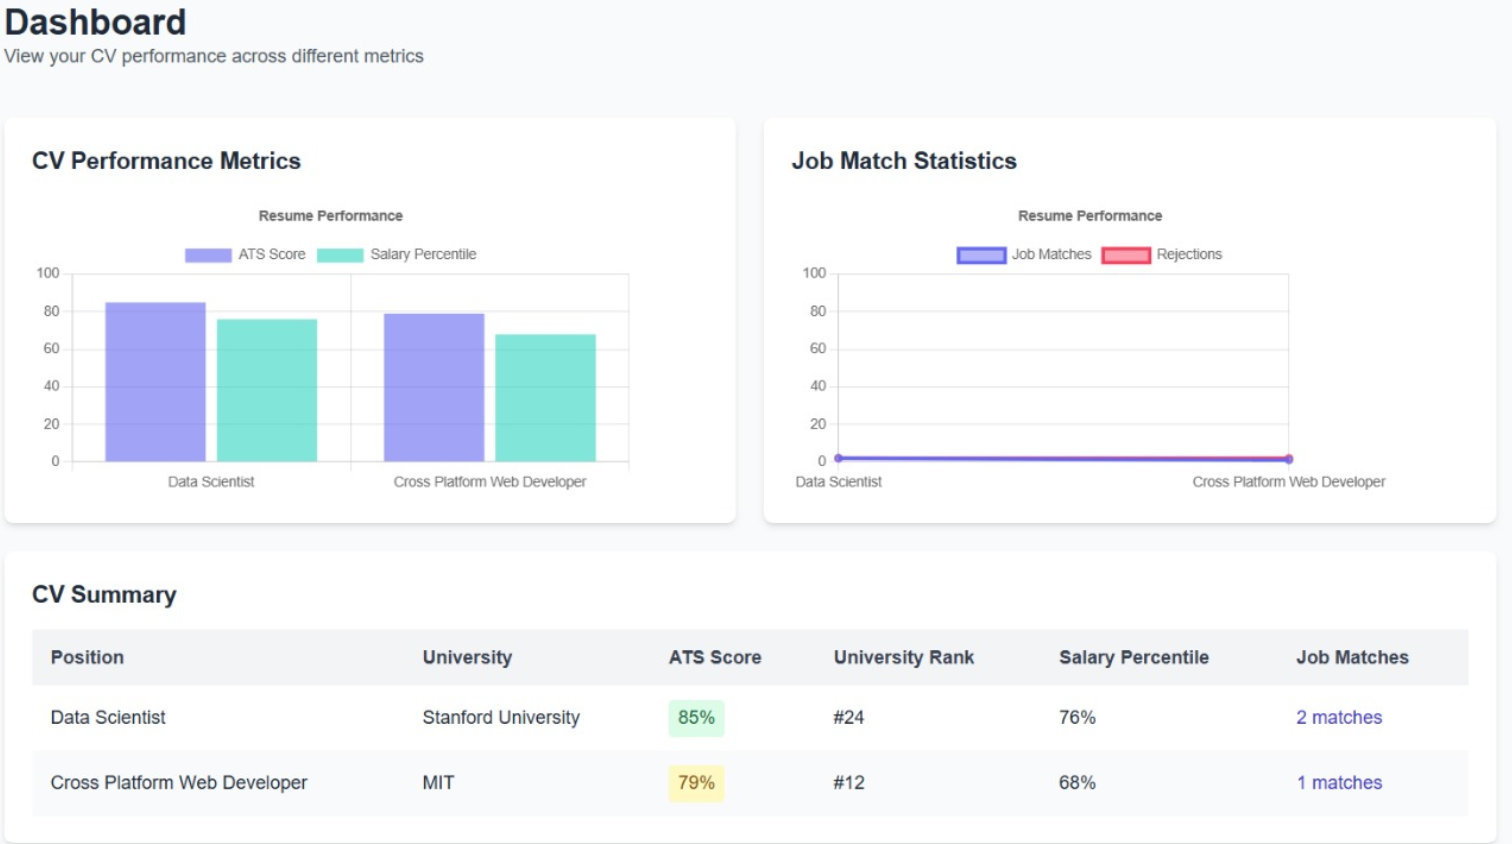 Dashboard
View your CV performance across different metrics
CV Performance Metrics
Resume Performance
ATS Score Salary Percentile
100
80
60
40
20
0
Data Scientist Cross Platform Web Developer
Job Match Statistics
Resume Performance
Job Matches Rejections
100
80
60
40
20
0
Data Scientist Cross Platform Web Developer
CV Summary
Position University ATS Score University Rank Salary Percentile Job Matches
Data Scientist Stanford University 85% #24 76% 2 matches
Cross Platform Web Developer MIT 79% #12 68% 1 matches